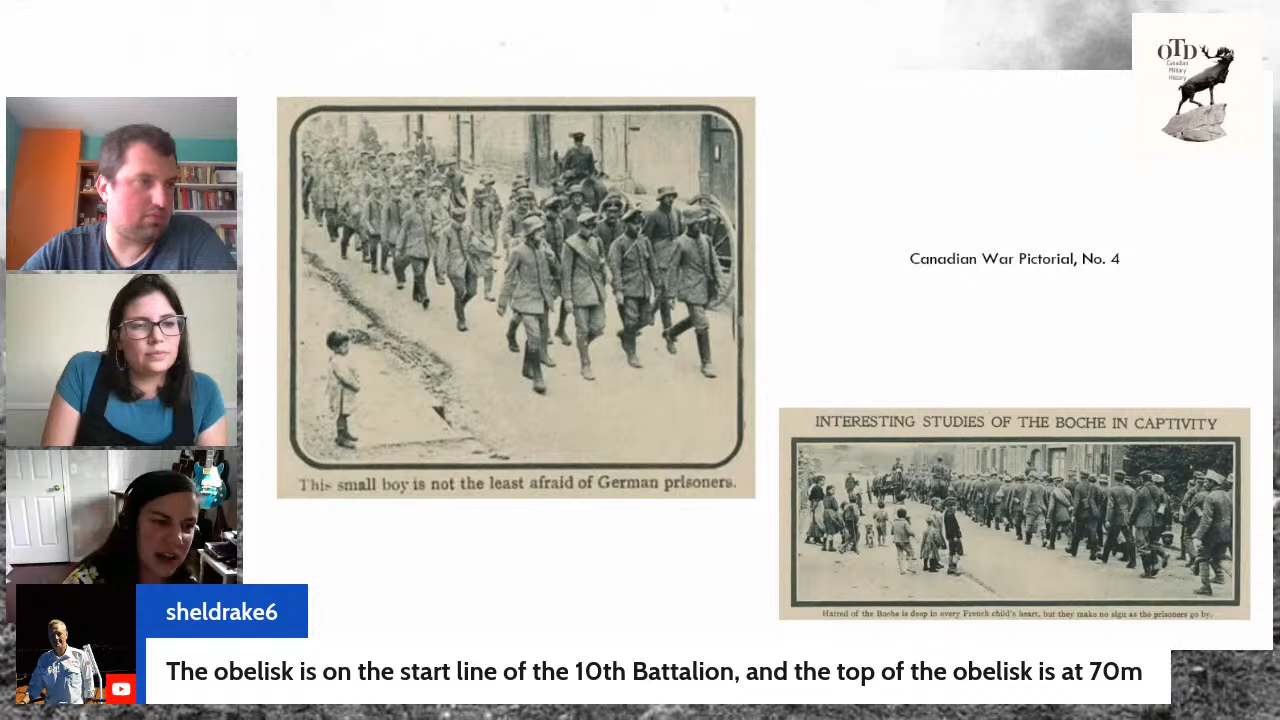 OTD
Canadian
Military
History
This small boy is not the least afraid of German prisoners.
Canadian War Pictorial, No. 4
INTERESTING STUDIES OF THE BOCHE IN CAPTIVITY
Hatred of the Boche is deep in every French child's heart, but they make no sign as the prisoners go by.
sheldrake6
The obelisk is on the start line of the 10th Battalion, and the top of the obelisk is at 70m